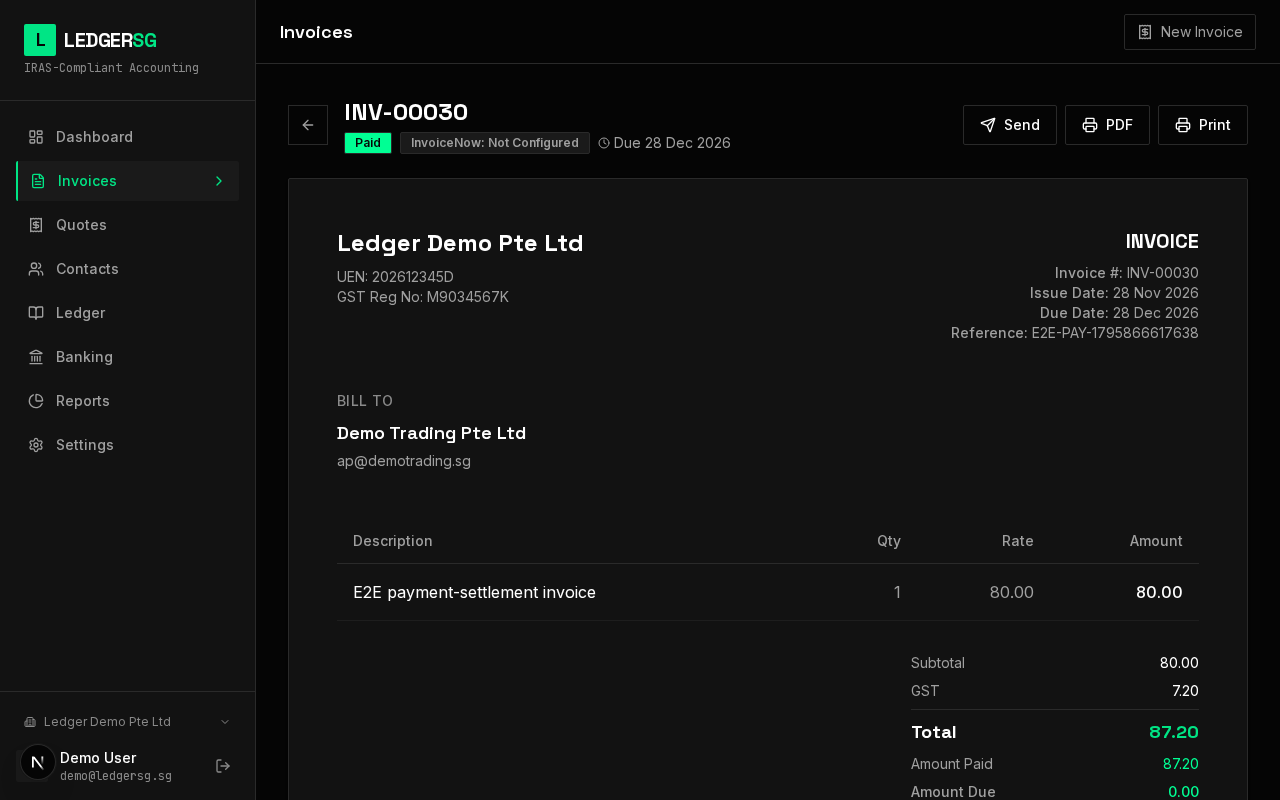 L LEDGERSG
IRAS-Compliant Accounting
Dashboard
Invoices
Quotes
Contacts
Ledger
Banking
Reports
Settings
Ledger Demo Pte Ltd
N
Demo User
demo@ledgersg.sg
Invoices
New Invoice
INV-00030
Paid InvoiceNow: Not Configured Due 28 Dec 2026
Send PDF Print
Ledger Demo Pte Ltd
UEN: 202612345D
GST Reg No: M9034567K
INVOICE
Invoice #: INV-00030
Issue Date: 28 Nov 2026
Due Date: 28 Dec 2026
Reference: E2E-PAY-1795866617638
BILL TO
Demo Trading Pte Ltd
ap@demotrading.sg
Description Qty Rate Amount
E2E payment-settlement invoice 1 80.00 80.00
Subtotal 80.00
GST 7.20
Total 87.20
Amount Paid 87.20
Amount Due 0.00